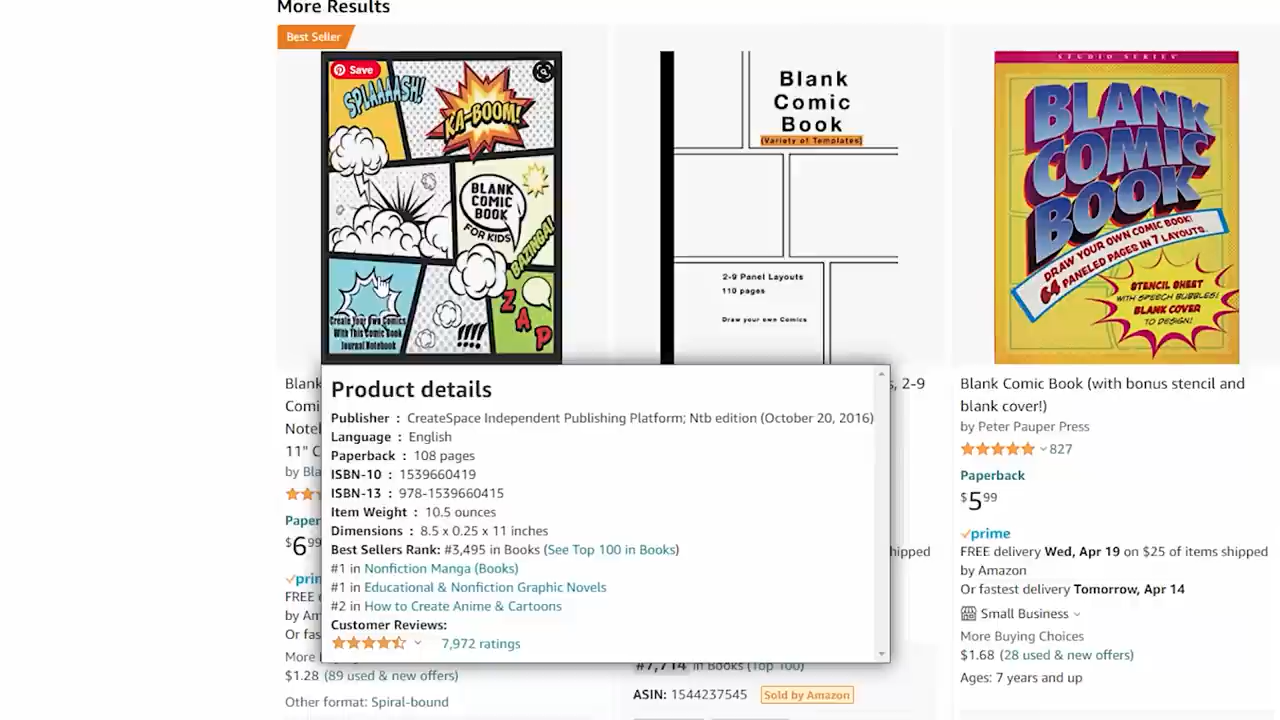 More Results
Best Seller
Save
SPLAAAASH!
KA-BOOM!
BLANK
COMIC
BOOK
FOR KIDS
BAZINGA!
ZAP
!!!!
Create Your Own Comics
With This Comic Book
Journal Notebook
Blank
Comic
Book
(Variety of Templates)
2-9 Panel Layouts
110 pages
Draw your own Comics
STUDIO SERIES
BLANK
COMIC
BOOK
DRAW YOUR OWN COMIC BOOK!
64 PANELED PAGES IN 7 LAYOUTS.
STENCIL SHEET
WITH SPEECH BUBBLES!
BLANK COVER
TO DESIGN!
Blank
Comi
Note
11" C
by Bla
Paper
$6 99
prin
FREE
by Am
Or fas
More
$1.28 (89 used & new offers)
Other format: Spiral-bound
Product details
Publisher : CreateSpace Independent Publishing Platform; Ntb edition (October 20, 2016)
Language : English
Paperback : 108 pages
ISBN-10 : 1539660419
ISBN-13 : 978-1539660415
Item Weight : 10.5 ounces
Dimensions : 8.5 x 0.25 x 11 inches
Best Sellers Rank: #3,495 in Books (See Top 100 in Books)
#1 in Nonfiction Manga (Books)
#1 in Educational & Nonfiction Graphic Novels
#2 in How to Create Anime & Cartoons
Customer Reviews:
7,972 ratings
s, 2-9
hipped
#7,714 in Books (Top 100)
ASIN: 1544237545 Sold by Amazon
Blank Comic Book (with bonus stencil and
blank cover!)
by Peter Pauper Press
827
Paperback
$5 99
prime
FREE delivery Wed, Apr 19 on $25 of items shipped
by Amazon
Or fastest delivery Tomorrow, Apr 14
Small Business
More Buying Choices
$1.68 (28 used & new offers)
Ages: 7 years and up